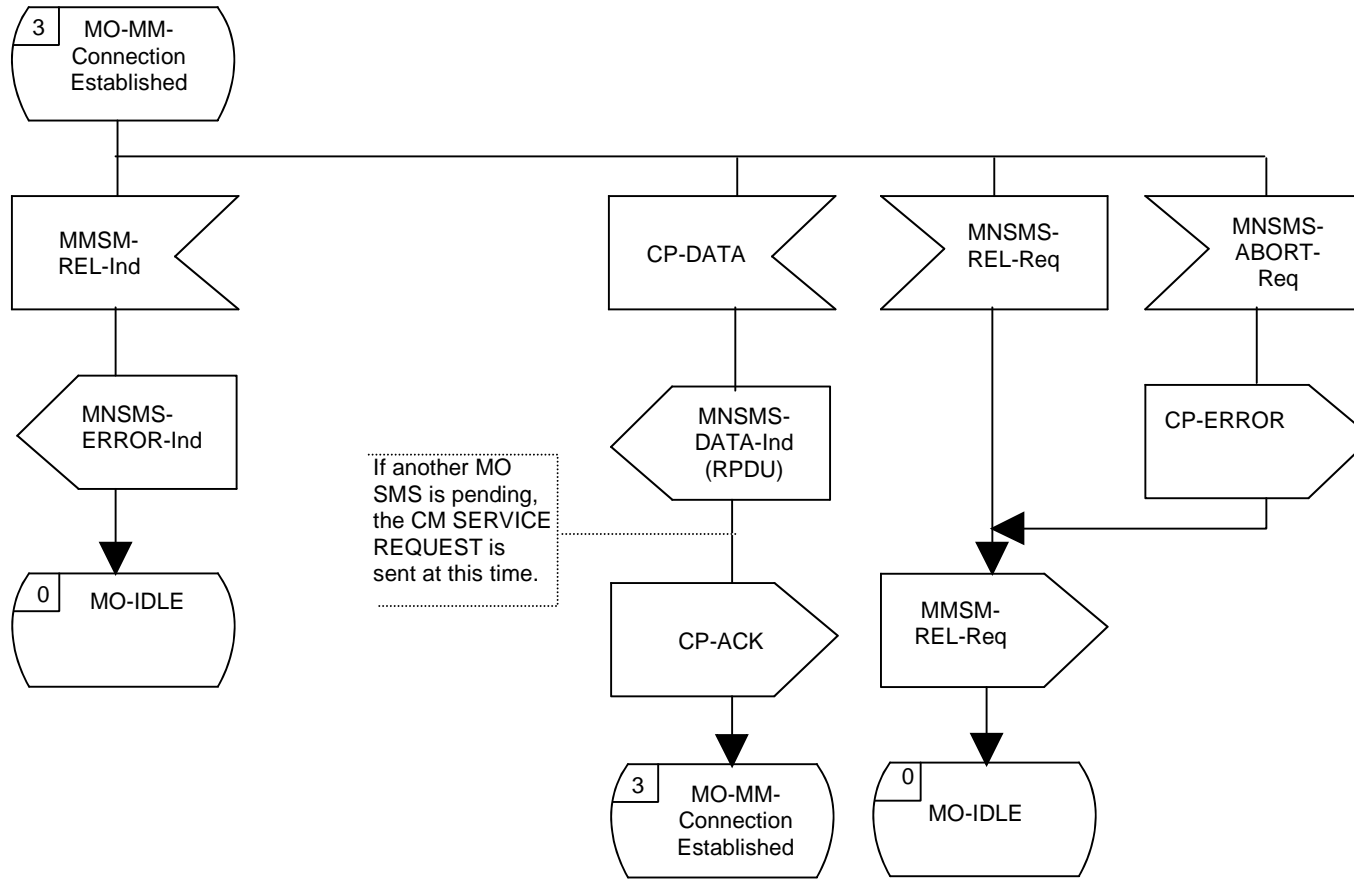 3
MO-MM-
Connection
Established
MMSM-
REL-Ind
CP-DATA
MNSMS-
REL-Req
MNSMS-
ABORT-
Req
MNSMS-
ERROR-Ind
MNSMS-
DATA-Ind
(RPDU)
CP-ERROR
If another MO
SMS is pending,
the CM SERVICE
REQUEST is
sent at this time.
0
MO-IDLE
CP-ACK
MMSM-
REL-Req
3
MO-MM-
Connection
Established
0
MO-IDLE